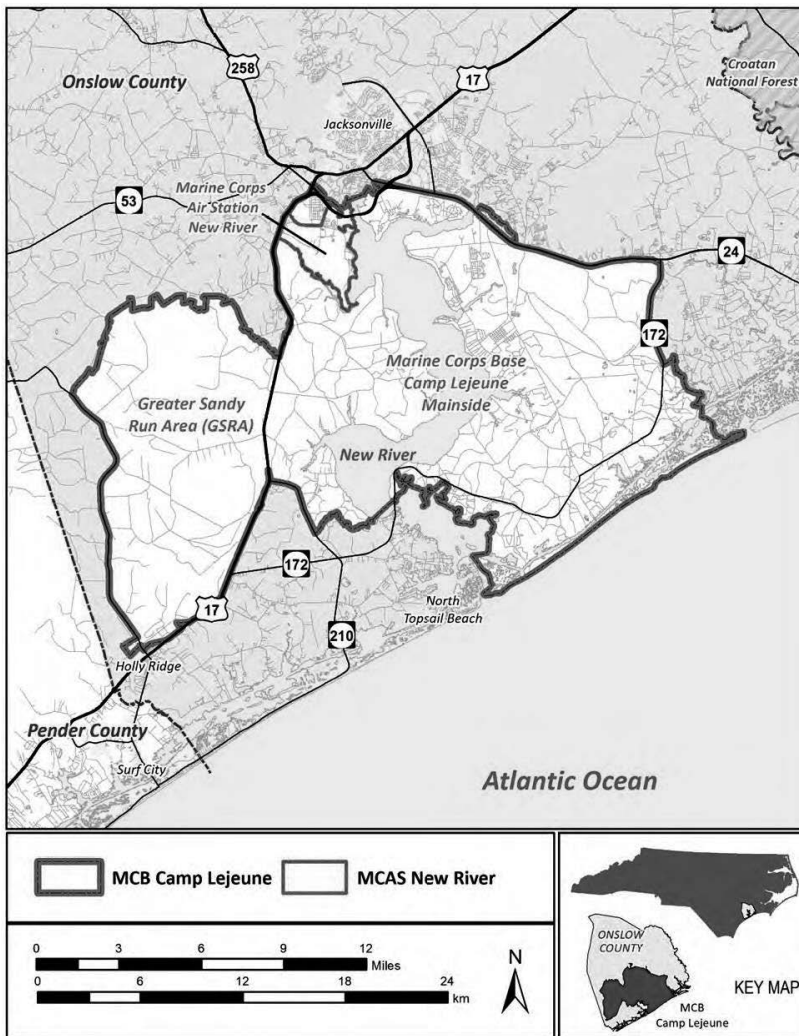 Onslow County
258
17
Croatan
National Forest
Jacksonville
Marine Corps
Air Station
New River
53
24
172
Marine Corps Base
Camp Lejeune
Mainside
Greater Sandy
Run Area (GSRA)
New River
172
17
North
Topsail Beach
210
Holly Ridge
Pender County
Surf City
Atlantic Ocean
MCB Camp Lejeune
MCAS New River
0 3 6 9 12
Miles
0 6 12 18 24
km
N
ONSLOW
COUNTY
KEY MAP
MCB
Camp Lejeune